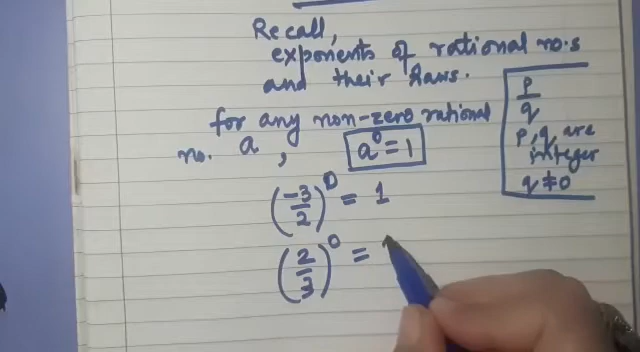 Recall,
exponents of rational no.s
and their Laws.
for any non-zero rational
no. a, a⁰ = 1
(-3/2)⁰ = 1
(2/3)⁰ =
p/q
p, q are
integer
q ≠ 0